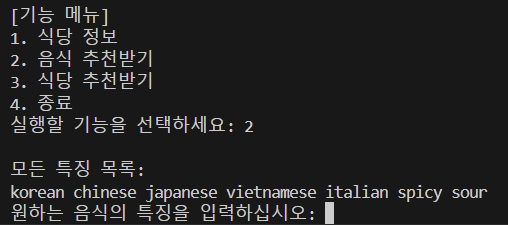 [기능 메뉴]
1. 식당 정보
2. 음식 추천받기
3. 식당 추천받기
4. 종료
실행할 기능을 선택하세요: 2
모든 특징 목록:
korean chinese japanese vietnamese italian spicy sour
원하는 음식의 특징을 입력하십시오: